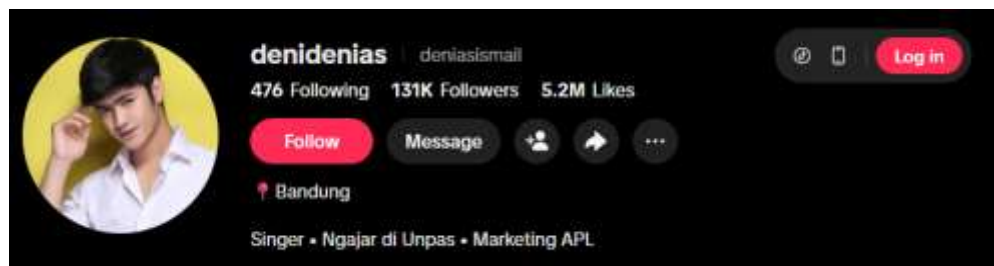 denidenias deniasismail
Log in
476 Following 131K Followers 5.2M Likes
Follow Message
Bandung
Singer • Ngajar di Unpas • Marketing APL